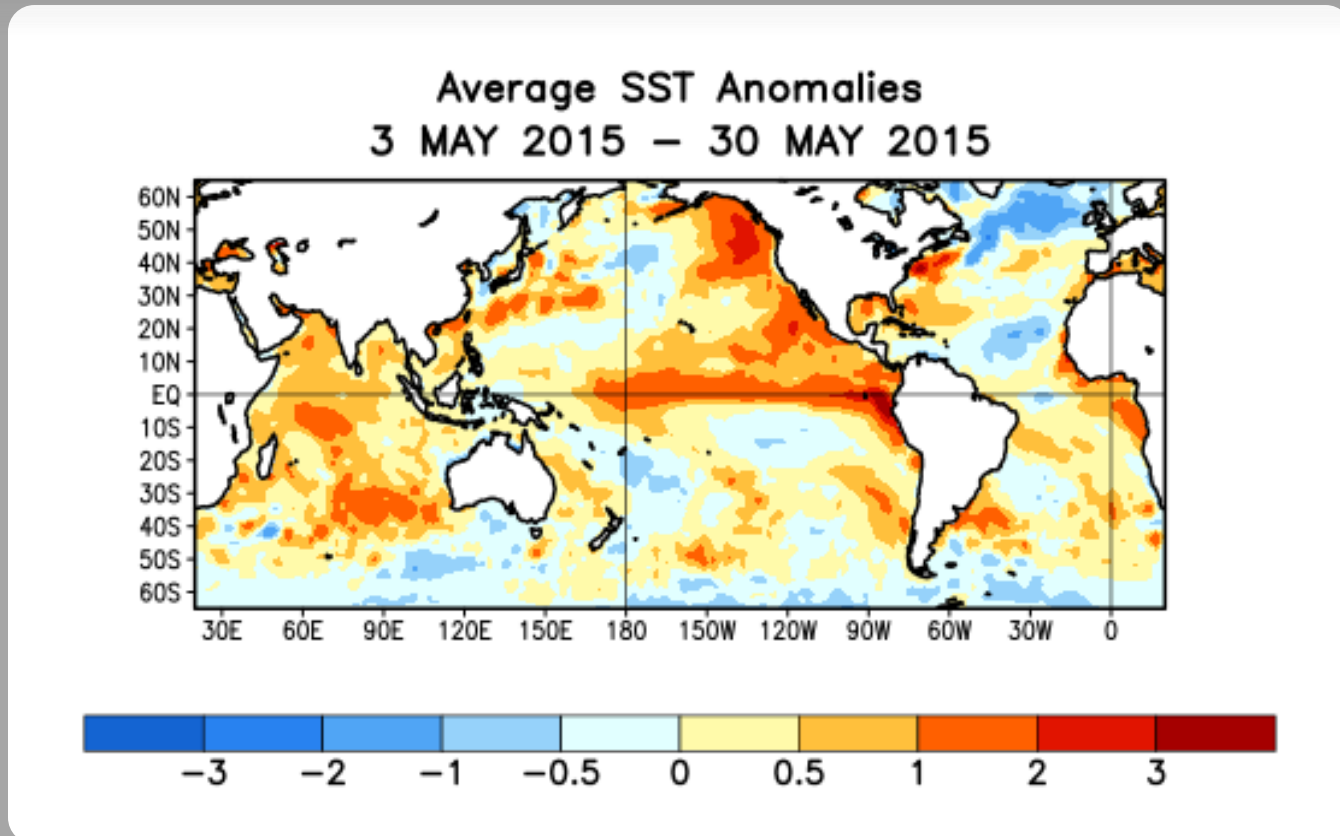 Average SST Anomalies
3 MAY 2015 – 30 MAY 2015
60N
50N
40N
30N
20N
10N
EQ
10S
20S
30S
40S
50S
60S
30E 60E 90E 120E 150E 180 150W 120W 90W 60W 30W 0
−3 −2 −1 −0.5 0 0.5 1 2 3